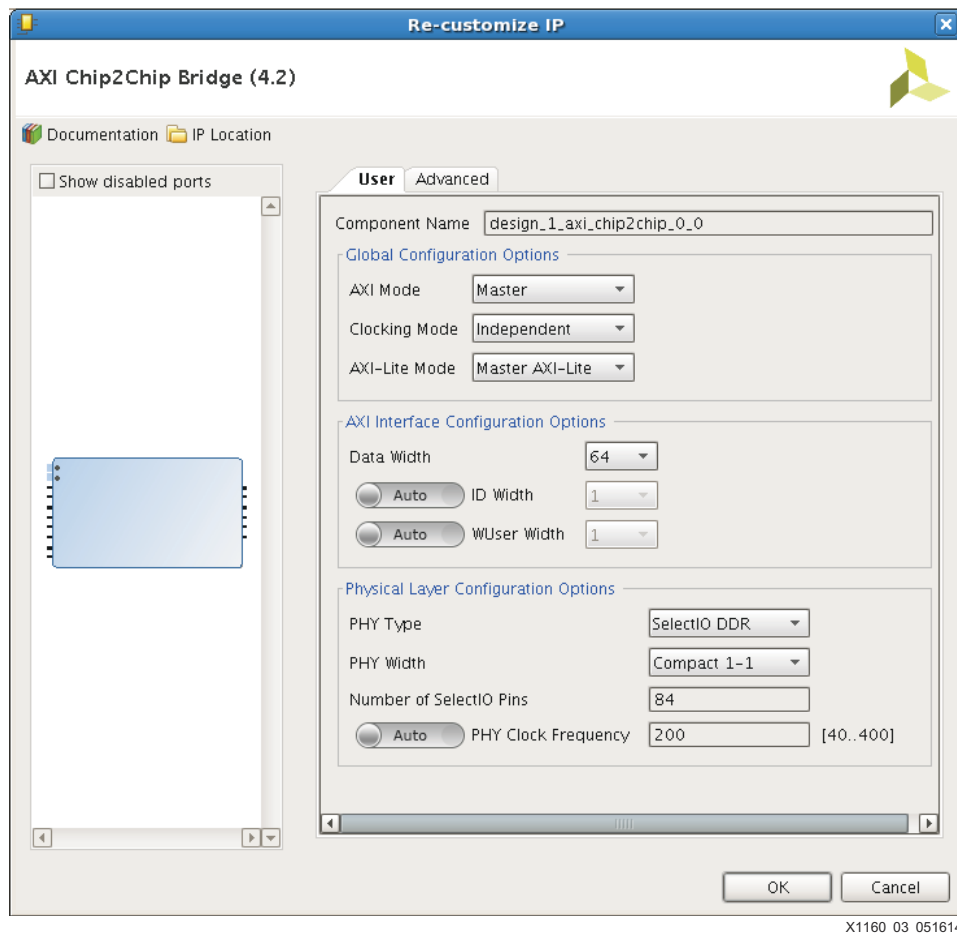 Re-customize IP
AXI Chip2Chip Bridge (4.2)
Documentation IP Location
Show disabled ports
User Advanced
Component Name design_1_axi_chip2chip_0_0
Global Configuration Options
AXI Mode Master
Clocking Mode Independent
AXI-Lite Mode Master AXI-Lite
AXI Interface Configuration Options
Data Width 64
Auto ID Width 1
Auto WUser Width 1
Physical Layer Configuration Options
PHY Type SelectIO DDR
PHY Width Compact 1-1
Number of SelectIO Pins 84
Auto PHY Clock Frequency 200 [40..400]
OK Cancel
X1160_03_051614